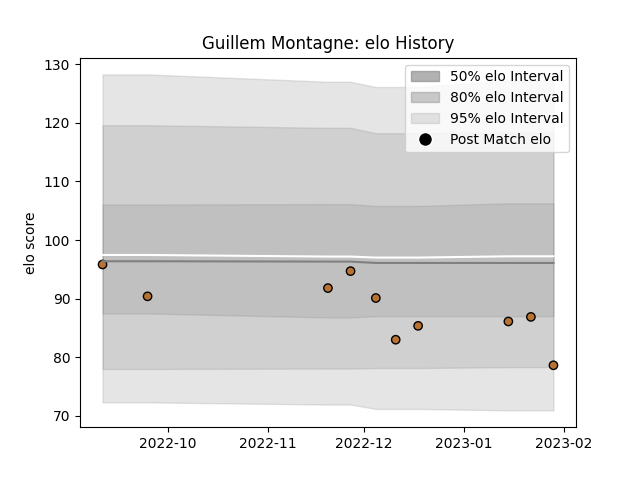 Guillem Montagne: elo History
130
120
110
100
90
80
70
elo score
50% elo Interval
80% elo Interval
95% elo Interval
Post Match elo
2022-10
2022-11
2022-12
2023-01
2023-02